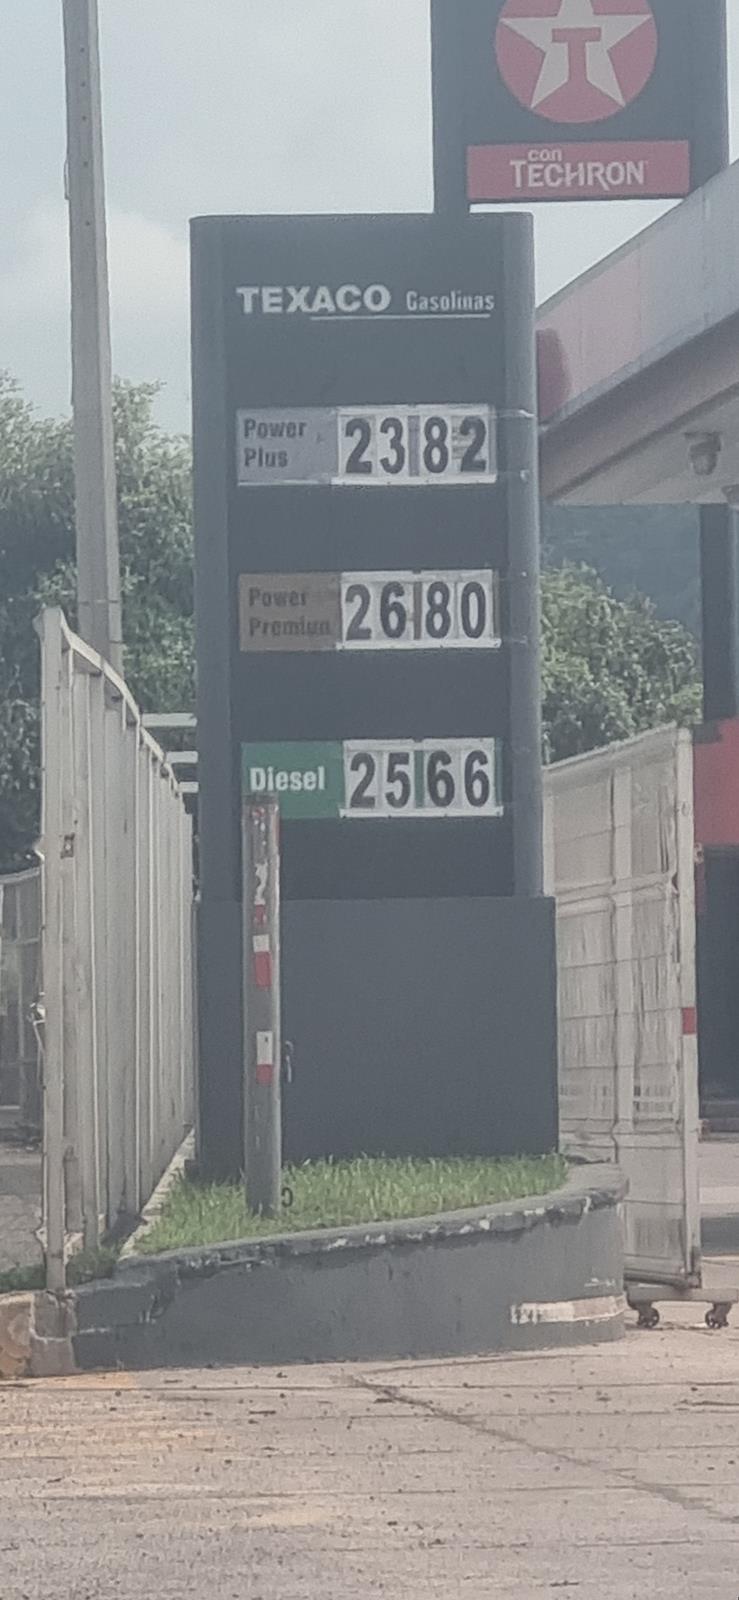 T
con
TECHRON
TEXACO Gasolinas
Power
Plus
23 82
Power
Premium
26 80
Diesel
25 66